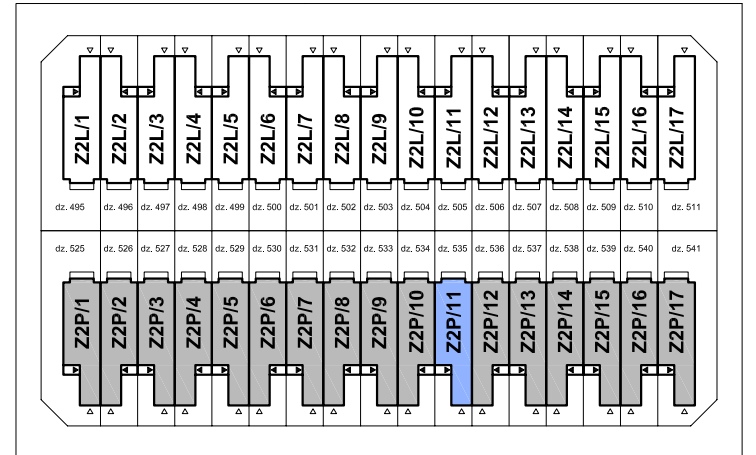 Z2L/1 Z2L/2 Z2L/3 Z2L/4 Z2L/5 Z2L/6 Z2L/7 Z2L/8 Z2L/9 Z2L/10 Z2L/11 Z2L/12 Z2L/13 Z2L/14 Z2L/15 Z2L/16 Z2L/17
dz. 495 dz. 496 dz. 497 dz. 498 dz. 499 dz. 500 dz. 501 dz. 502 dz. 503 dz. 504 dz. 505 dz. 506 dz. 507 dz. 508 dz. 509 dz. 510 dz. 511
dz. 525 dz. 526 dz. 527 dz. 528 dz. 529 dz. 530 dz. 531 dz. 532 dz. 533 dz. 534 dz. 535 dz. 536 dz. 537 dz. 538 dz. 539 dz. 540 dz. 541
Z2P/1 Z2P/2 Z2P/3 Z2P/4 Z2P/5 Z2P/6 Z2P/7 Z2P/8 Z2P/9 Z2P/10 Z2P/11 Z2P/12 Z2P/13 Z2P/14 Z2P/15 Z2P/16 Z2P/17